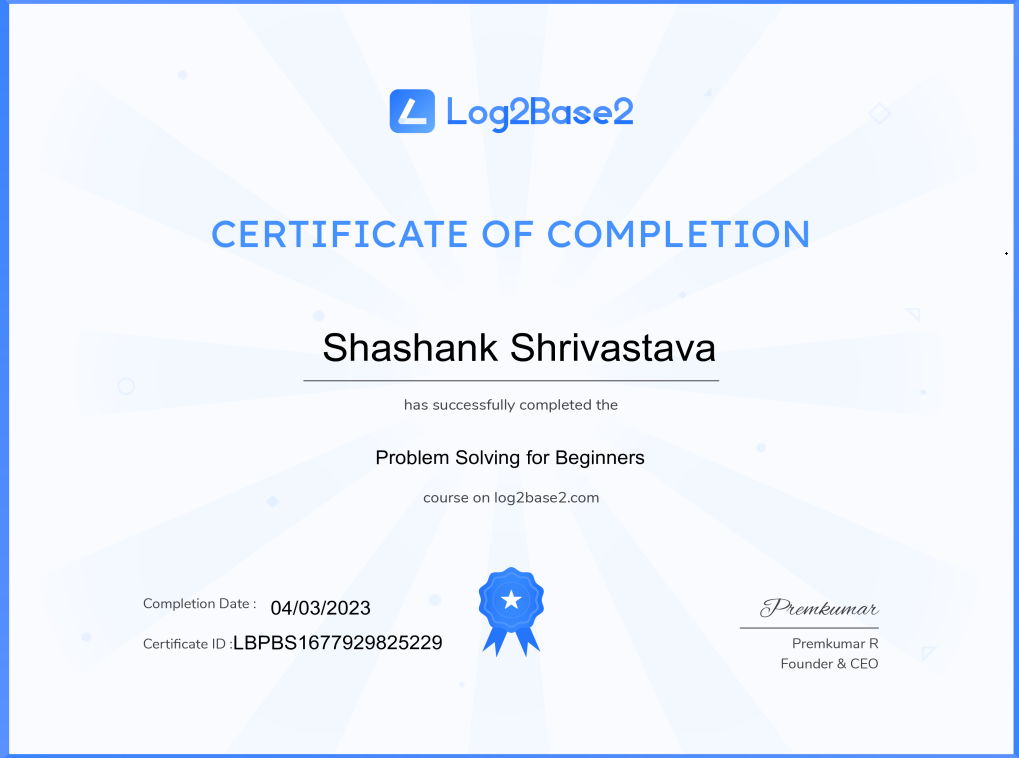 Log2Base2
CERTIFICATE OF COMPLETION
Shashank Shrivastava
has successfully completed the
Problem Solving for Beginners
course on log2base2.com
Completion Date : 04/03/2023
Certificate ID :LBPBS1677929825229
Premkumar
Premkumar R
Founder & CEO